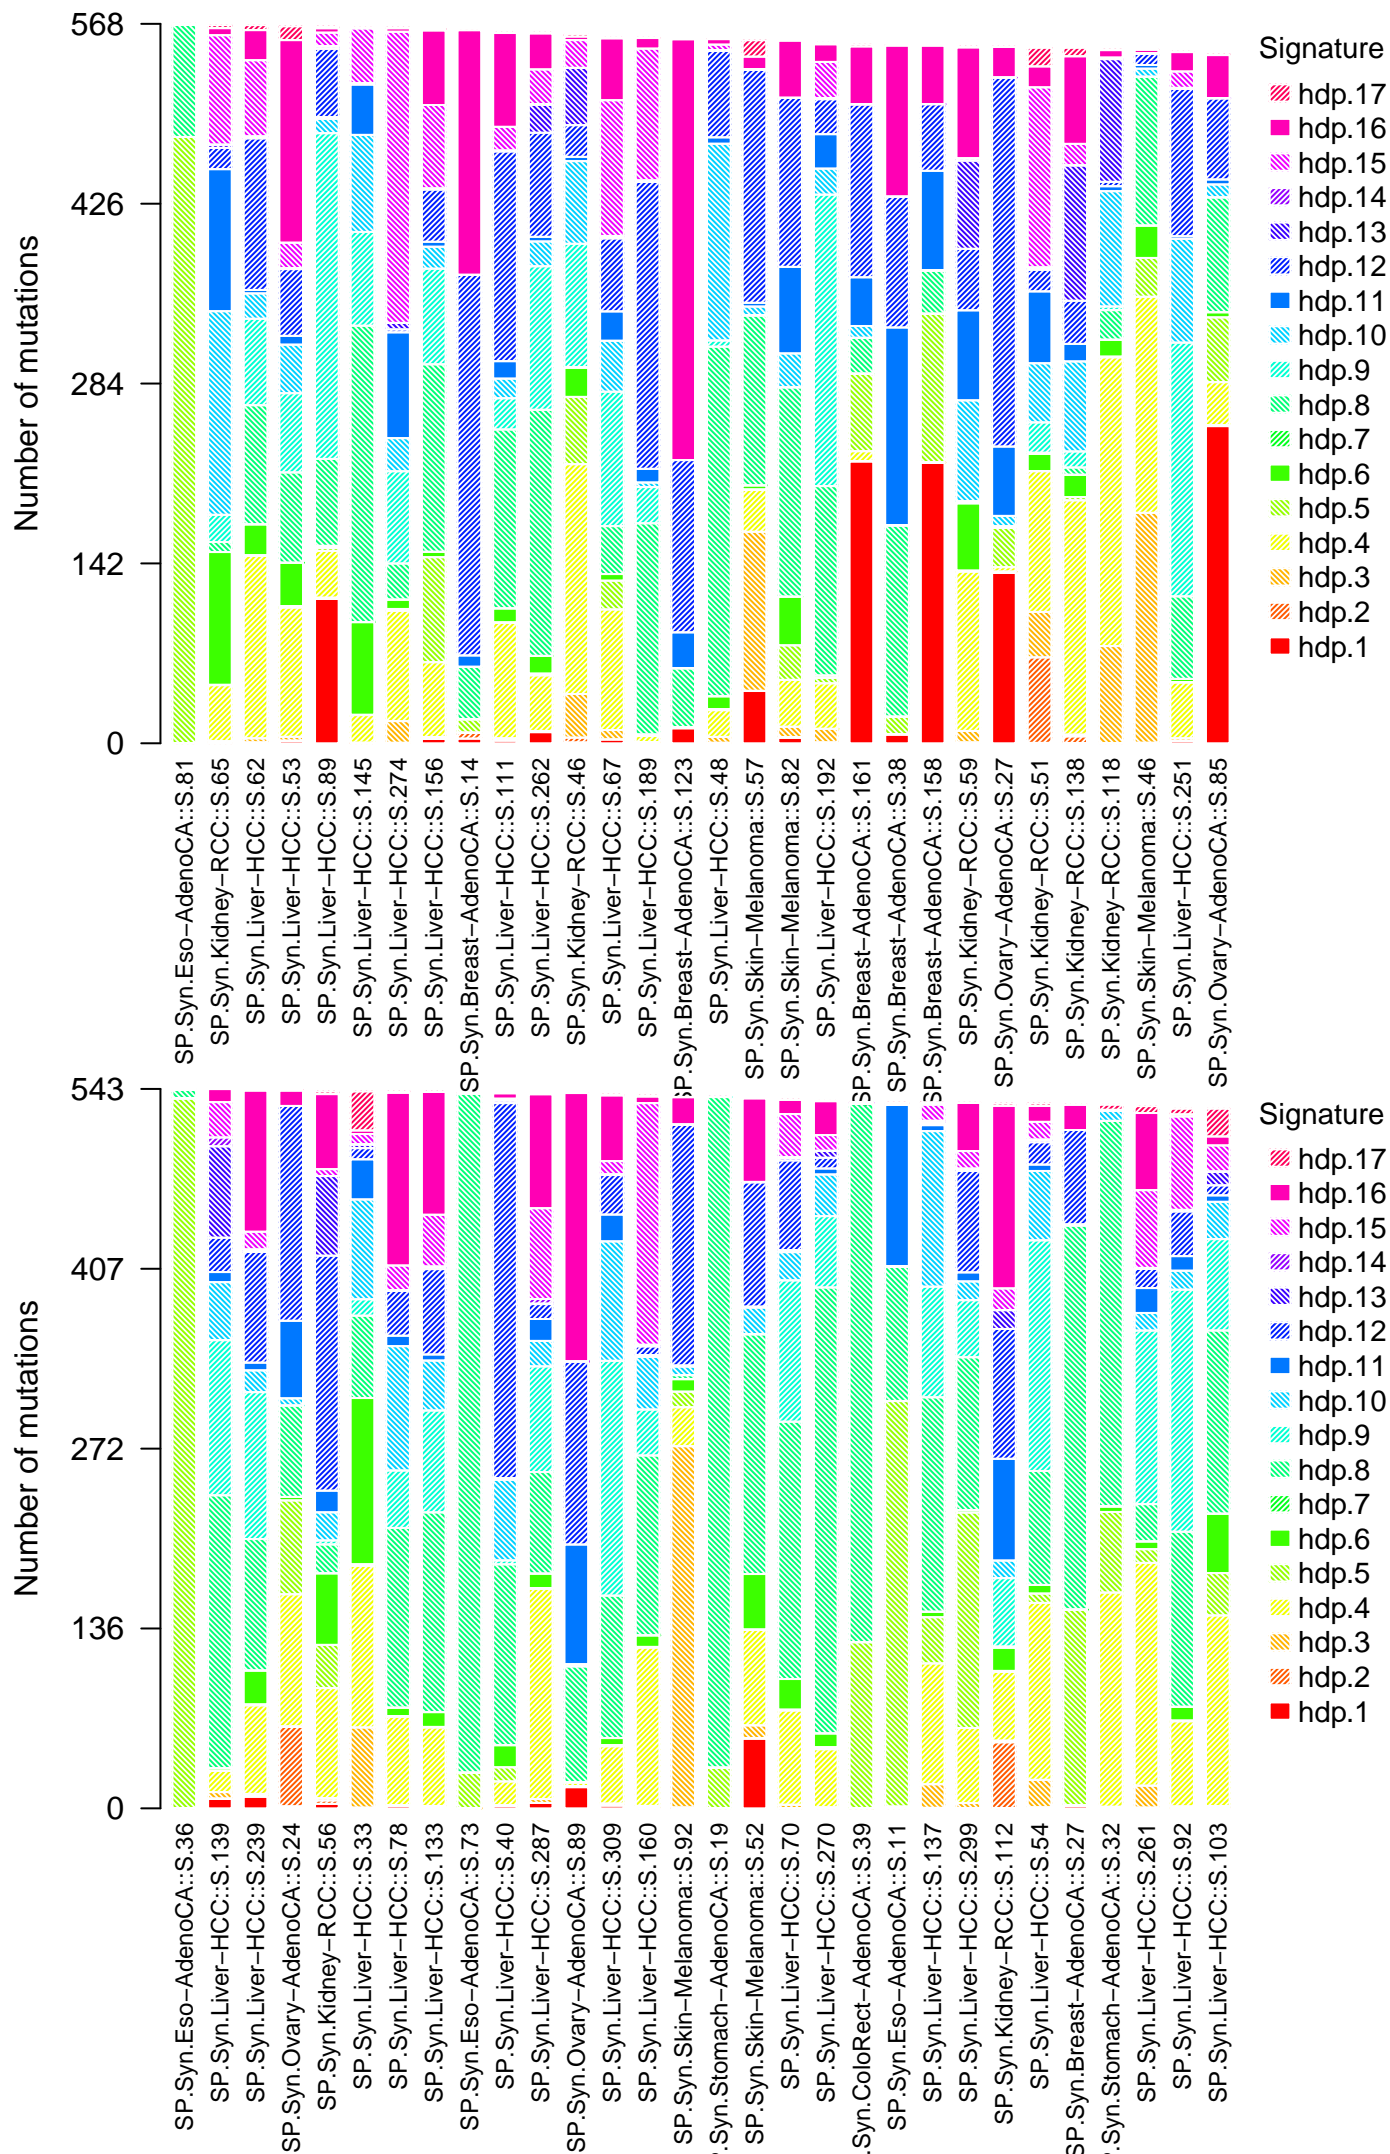 Number of mutations
568
426
284
142
0
Signature
hdp.17
hdp.16
hdp.15
hdp.14
hdp.13
hdp.12
hdp.11
hdp.10
hdp.9
hdp.8
hdp.7
hdp.6
hdp.5
hdp.4
hdp.3
hdp.2
hdp.1
SP.Syn.Eso−AdenoCA::S.81
SP.Syn.Kidney−RCC::S.65
SP.Syn.Liver−HCC::S.62
SP.Syn.Liver−HCC::S.53
SP.Syn.Liver−HCC::S.89
SP.Syn.Liver−HCC::S.145
SP.Syn.Liver−HCC::S.274
SP.Syn.Liver−HCC::S.156
SP.Syn.Breast−AdenoCA::S.14
SP.Syn.Liver−HCC::S.111
SP.Syn.Liver−HCC::S.262
SP.Syn.Kidney−RCC::S.46
SP.Syn.Liver−HCC::S.67
SP.Syn.Liver−HCC::S.189
SP.Syn.Breast−AdenoCA::S.123
SP.Syn.Liver−HCC::S.48
SP.Syn.Skin−Melanoma::S.57
SP.Syn.Skin−Melanoma::S.82
SP.Syn.Liver−HCC::S.192
SP.Syn.Breast−AdenoCA::S.161
SP.Syn.Breast−AdenoCA::S.38
SP.Syn.Breast−AdenoCA::S.158
SP.Syn.Kidney−RCC::S.59
SP.Syn.Ovary−AdenoCA::S.27
SP.Syn.Kidney−RCC::S.51
SP.Syn.Kidney−RCC::S.138
SP.Syn.Kidney−RCC::S.118
SP.Syn.Skin−Melanoma::S.46
SP.Syn.Liver−HCC::S.251
SP.Syn.Ovary−AdenoCA::S.85
Number of mutations
543
407
272
136
0
Signature
hdp.17
hdp.16
hdp.15
hdp.14
hdp.13
hdp.12
hdp.11
hdp.10
hdp.9
hdp.8
hdp.7
hdp.6
hdp.5
hdp.4
hdp.3
hdp.2
hdp.1
SP.Syn.Eso−AdenoCA::S.36
SP.Syn.Liver−HCC::S.139
SP.Syn.Liver−HCC::S.239
SP.Syn.Ovary−AdenoCA::S.24
SP.Syn.Kidney−RCC::S.56
SP.Syn.Liver−HCC::S.33
SP.Syn.Liver−HCC::S.78
SP.Syn.Liver−HCC::S.133
SP.Syn.Eso−AdenoCA::S.73
SP.Syn.Liver−HCC::S.40
SP.Syn.Liver−HCC::S.287
SP.Syn.Ovary−AdenoCA::S.89
SP.Syn.Liver−HCC::S.309
SP.Syn.Liver−HCC::S.160
SP.Syn.Skin−Melanoma::S.92
.Syn.Stomach−AdenoCA::S.19
SP.Syn.Skin−Melanoma::S.52
SP.Syn.Liver−HCC::S.70
SP.Syn.Liver−HCC::S.270
.Syn.ColoRect−AdenoCA::S.39
SP.Syn.Eso−AdenoCA::S.11
SP.Syn.Liver−HCC::S.137
SP.Syn.Liver−HCC::S.299
SP.Syn.Kidney−RCC::S.112
SP.Syn.Liver−HCC::S.54
SP.Syn.Breast−AdenoCA::S.27
.Syn.Stomach−AdenoCA::S.32
SP.Syn.Liver−HCC::S.261
SP.Syn.Liver−HCC::S.92
SP.Syn.Liver−HCC::S.103